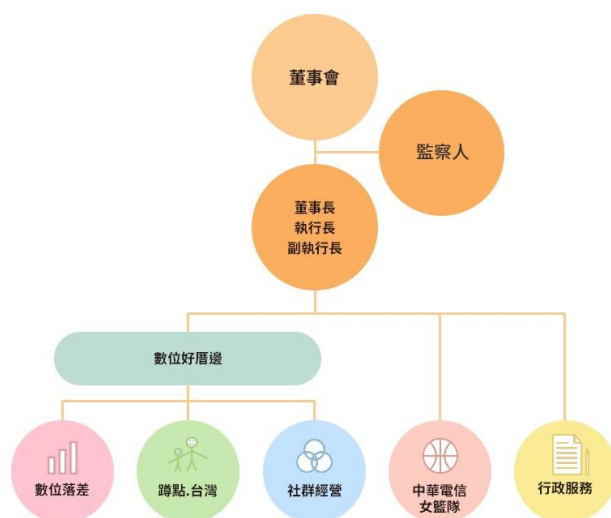 董事會
監察人
董事長
執行長
副執行長
數位好厝邊
數位落差
蹲點.台灣
社群經營
中華電信
女籃隊
行政服務